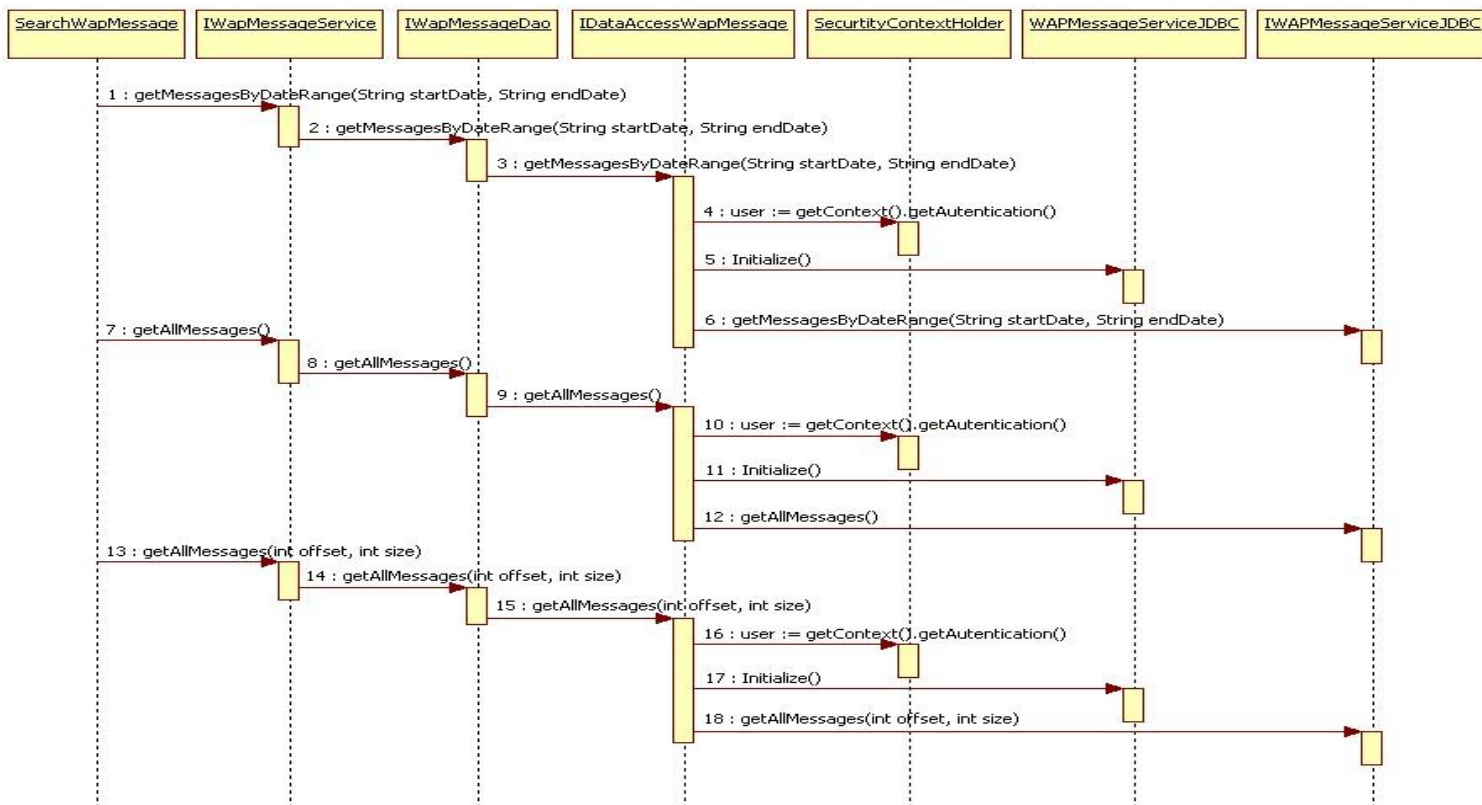 SearchWapMessage
IWapMessageService
IWapMessageDao
IDataAccessWapMessage
SecurtityContextHolder
WAPMessageServiceJDBC
IWAPMessageServiceJDBC
1 : getMessagesByDateRange(String startDate, String endDate)
2 : getMessagesByDateRange(String startDate, String endDate)
3 : getMessagesByDateRange(String startDate, String endDate)
4 : user := getContext().getAutentication()
5 : Initialize()
6 : getMessagesByDateRange(String startDate, String endDate)
7 : getAllMessages()
8 : getAllMessages()
9 : getAllMessages()
10 : user := getContext().getAutentication()
11 : Initialize()
12 : getAllMessages()
13 : getAllMessages(int offset, int size)
14 : getAllMessages(int offset, int size)
15 : getAllMessages(int offset, int size)
16 : user := getContext().getAutentication()
17 : Initialize()
18 : getAllMessages(int offset, int size)